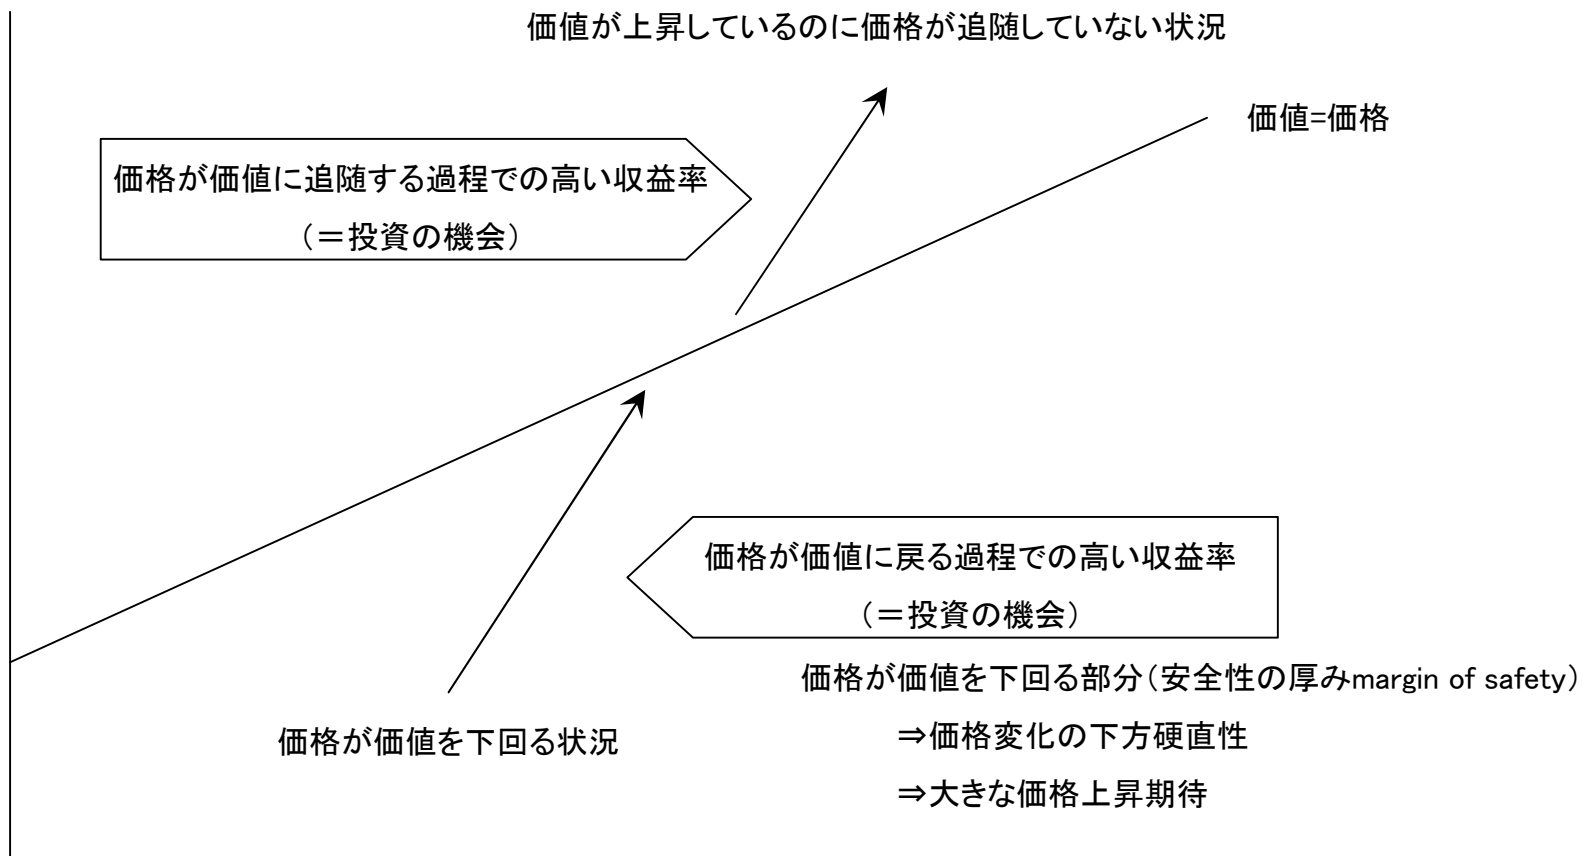 価値が上昇しているのに価格が追随していない状況
価値=価格
価格が価値に追随する過程での高い収益率
（＝投資の機会）
価格が価値に戻る過程での高い収益率
（＝投資の機会）
価格が価値を下回る部分（安全性の厚みmargin of safety）
⇒価格変化の下方硬直性
⇒大きな価格上昇期待
価格が価値を下回る状況